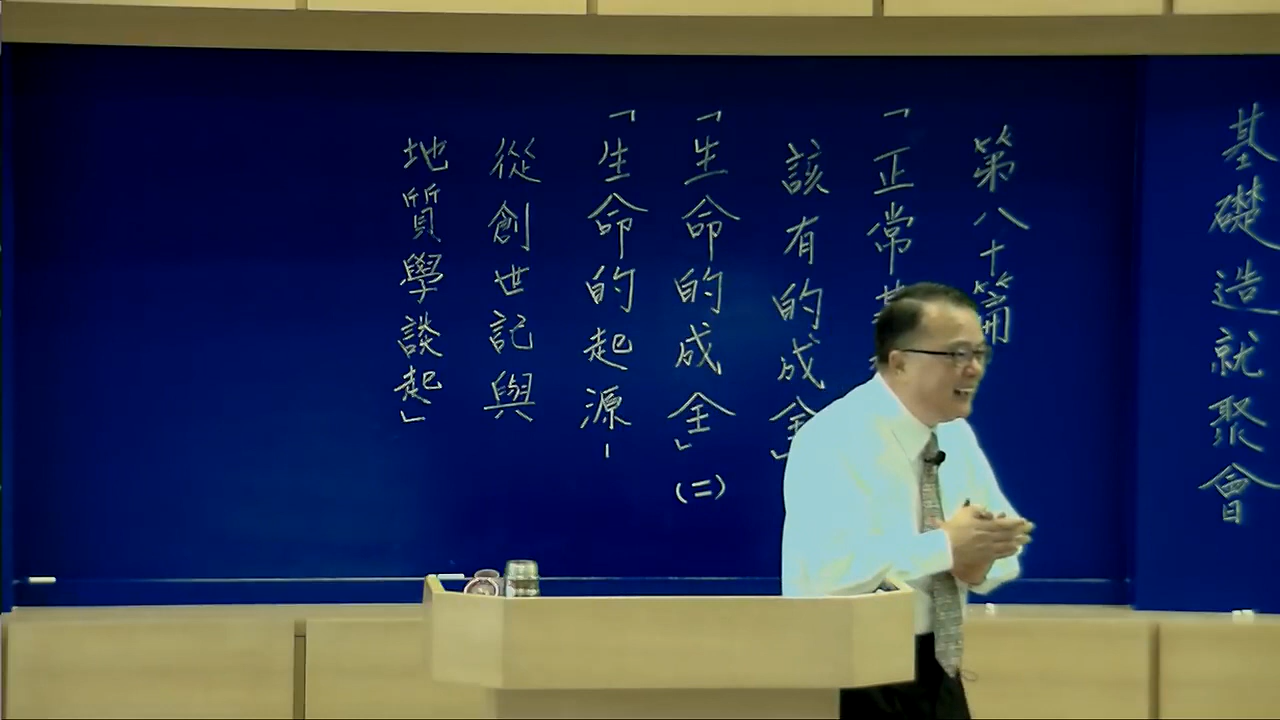 基礎造就聚會
第八十篇
「正常基
該有的成全」
「生命的成全」(二)
「生命的起源-
從創世記與
地質學談起」